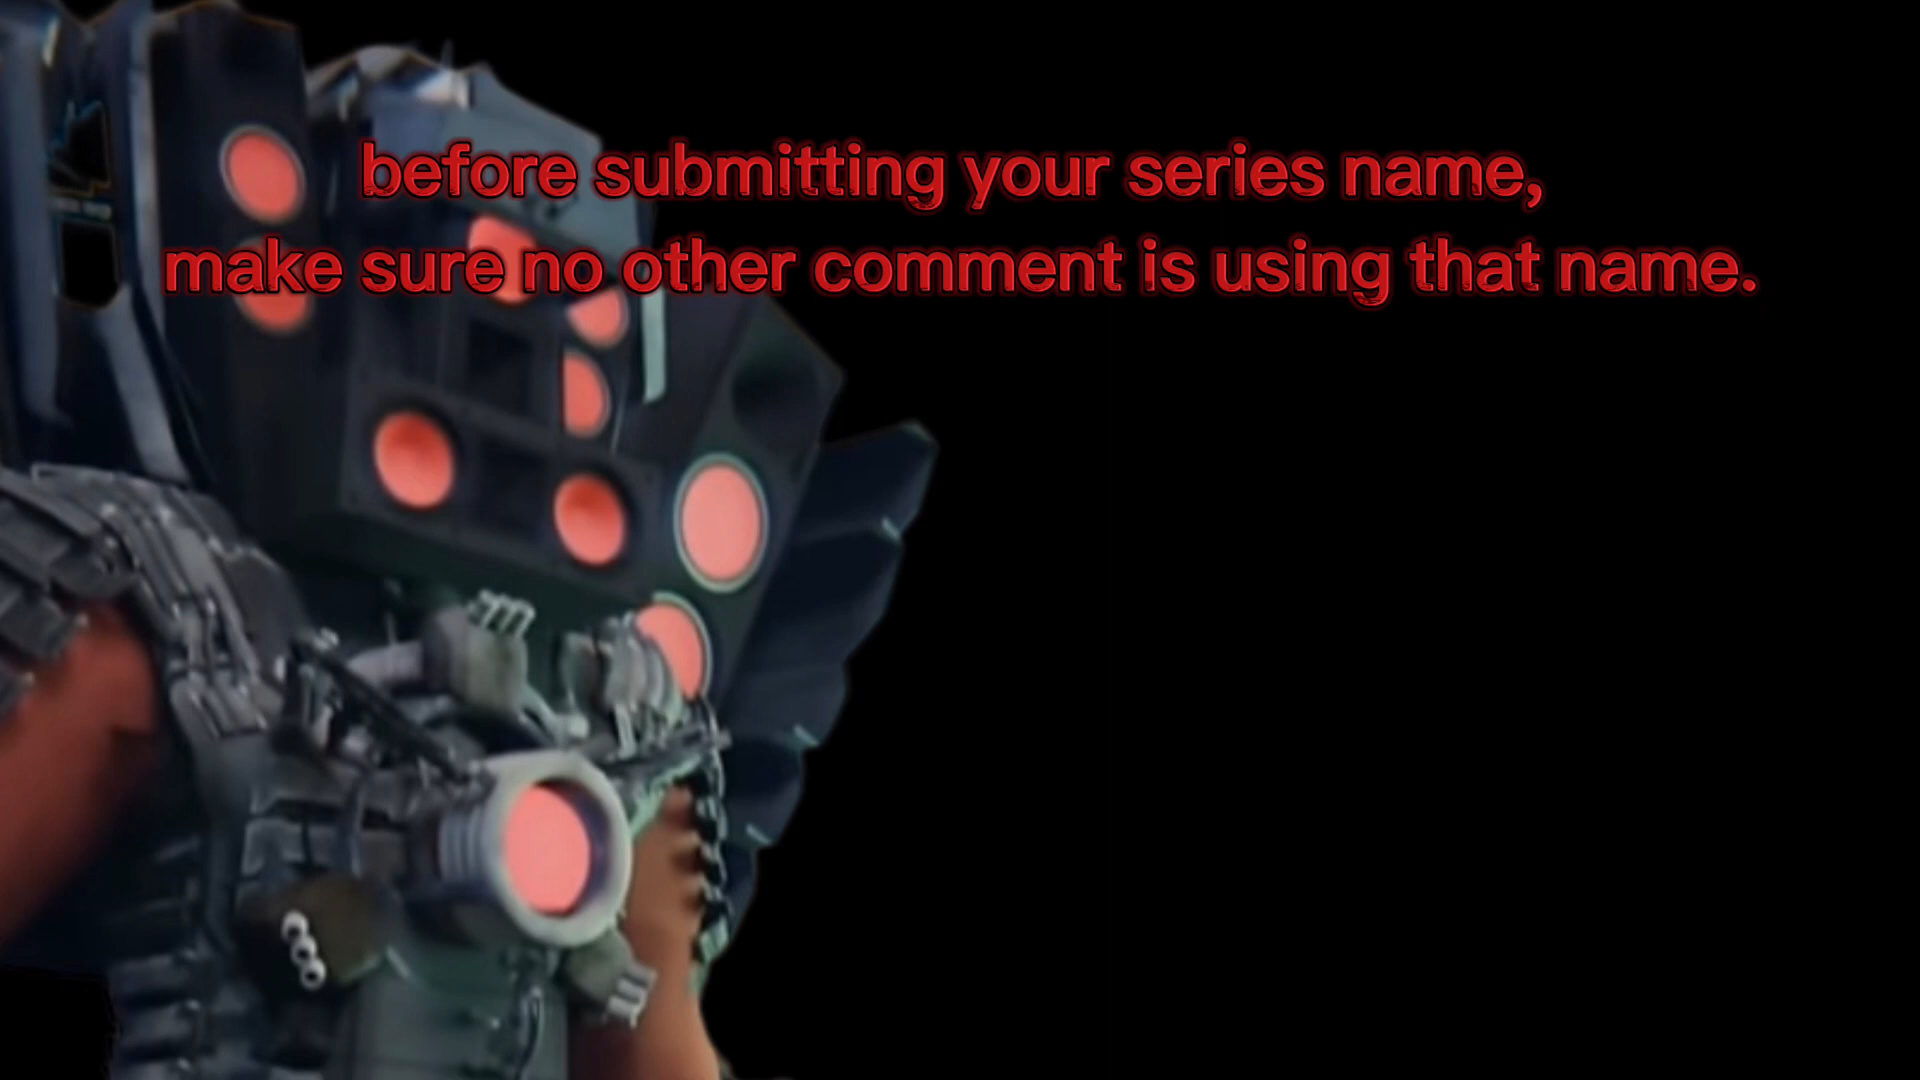 before submitting your series name,
make sure no other comment is using that name.